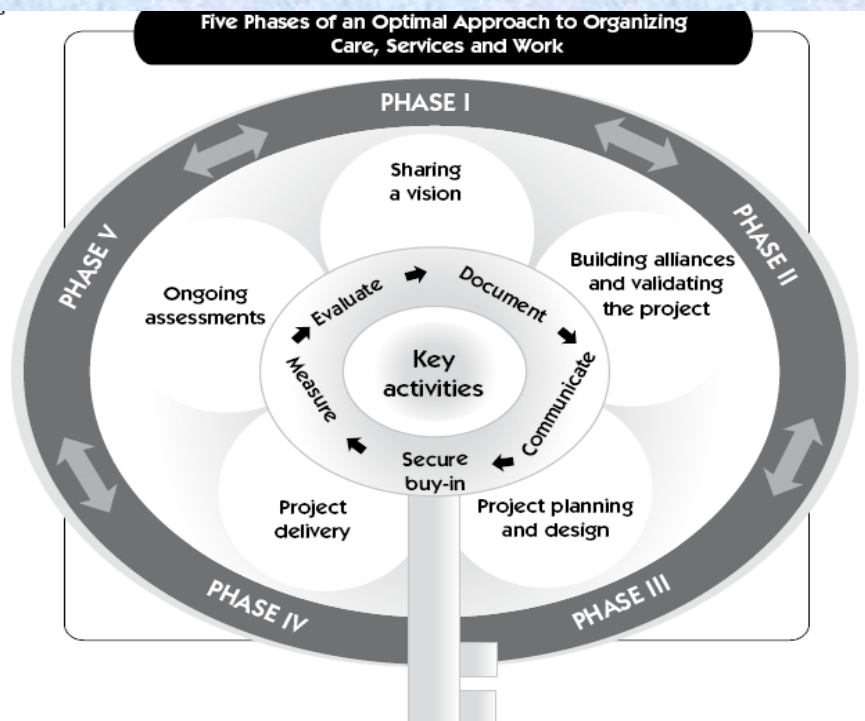 Five Phases of an Optimal Approach to Organizing
Care, Services and Work
PHASE I
Sharing
a vision
PHASE II
Building alliances
and validating
the project
PHASE III
Project planning
and design
PHASE IV
Project
delivery
PHASE V
Ongoing
assessments
Key
activities
Document
Communicate
Secure
buy-in
Measure
Evaluate